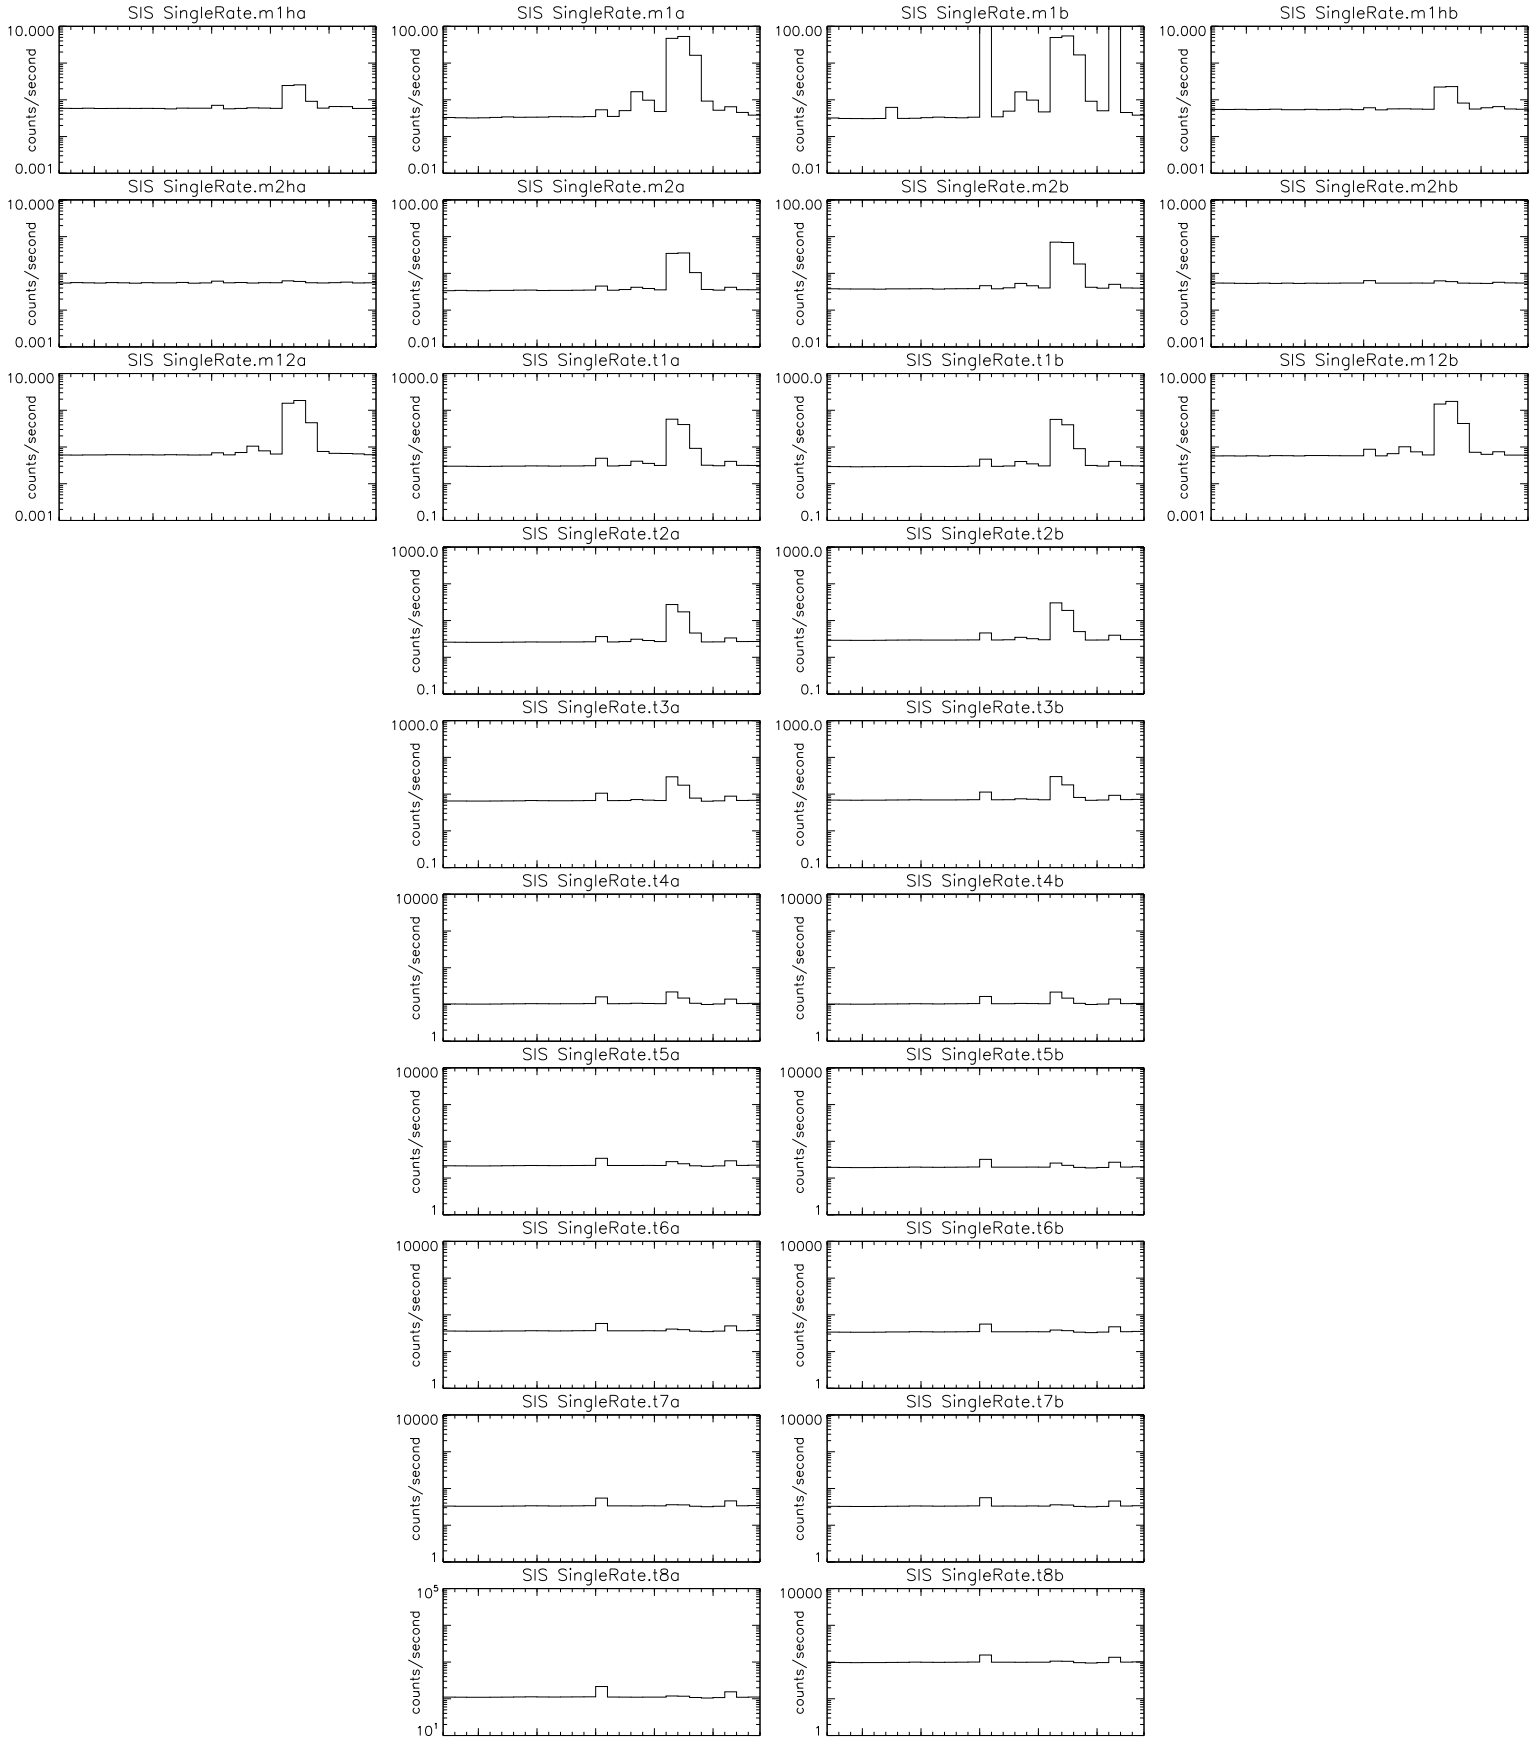 SIS SingleRate.m1ha
10.000
counts/second
0.001
SIS SingleRate.m1a
100.00
counts/second
0.01
SIS SingleRate.m1b
100.00
counts/second
0.01
SIS SingleRate.m1hb
10.000
counts/second
0.001
SIS SingleRate.m2ha
10.000
counts/second
0.001
SIS SingleRate.m2a
100.00
counts/second
0.01
SIS SingleRate.m2b
100.00
counts/second
0.01
SIS SingleRate.m2hb
10.000
counts/second
0.001
SIS SingleRate.m12a
10.000
counts/second
0.001
SIS SingleRate.t1a
1000.0
counts/second
0.1
SIS SingleRate.t1b
1000.0
counts/second
0.1
SIS SingleRate.m12b
10.000
counts/second
0.001
SIS SingleRate.t2a
1000.0
counts/second
0.1
SIS SingleRate.t2b
1000.0
counts/second
0.1
SIS SingleRate.t3a
1000.0
counts/second
0.1
SIS SingleRate.t3b
1000.0
counts/second
0.1
SIS SingleRate.t4a
10000
counts/second
1
SIS SingleRate.t4b
10000
counts/second
1
SIS SingleRate.t5a
10000
counts/second
1
SIS SingleRate.t5b
10000
counts/second
1
SIS SingleRate.t6a
10000
counts/second
1
SIS SingleRate.t6b
10000
counts/second
1
SIS SingleRate.t7a
10000
counts/second
1
SIS SingleRate.t7b
10000
counts/second
1
SIS SingleRate.t8a
10⁵
counts/second
10¹
SIS SingleRate.t8b
10000
counts/second
1